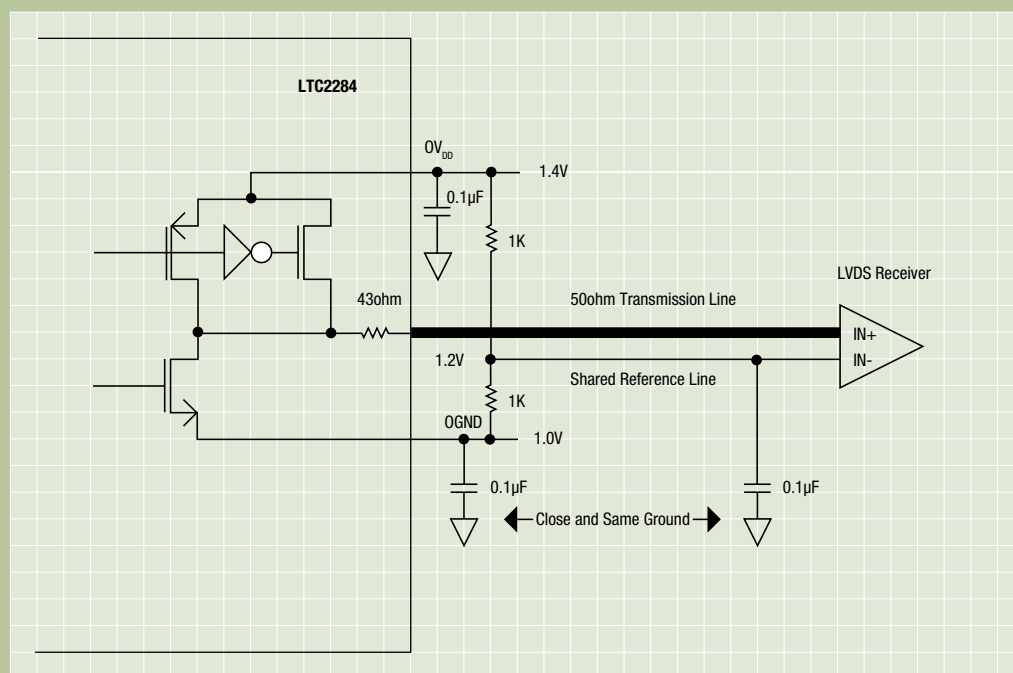 LTC2284
OVDD
1.4V
0.1µF
1K
LVDS Receiver
43ohm
50ohm Transmission Line
IN+
1.2V
IN-
Shared Reference Line
1K
OGND
1.0V
0.1µF
0.1µF
Close and Same Ground